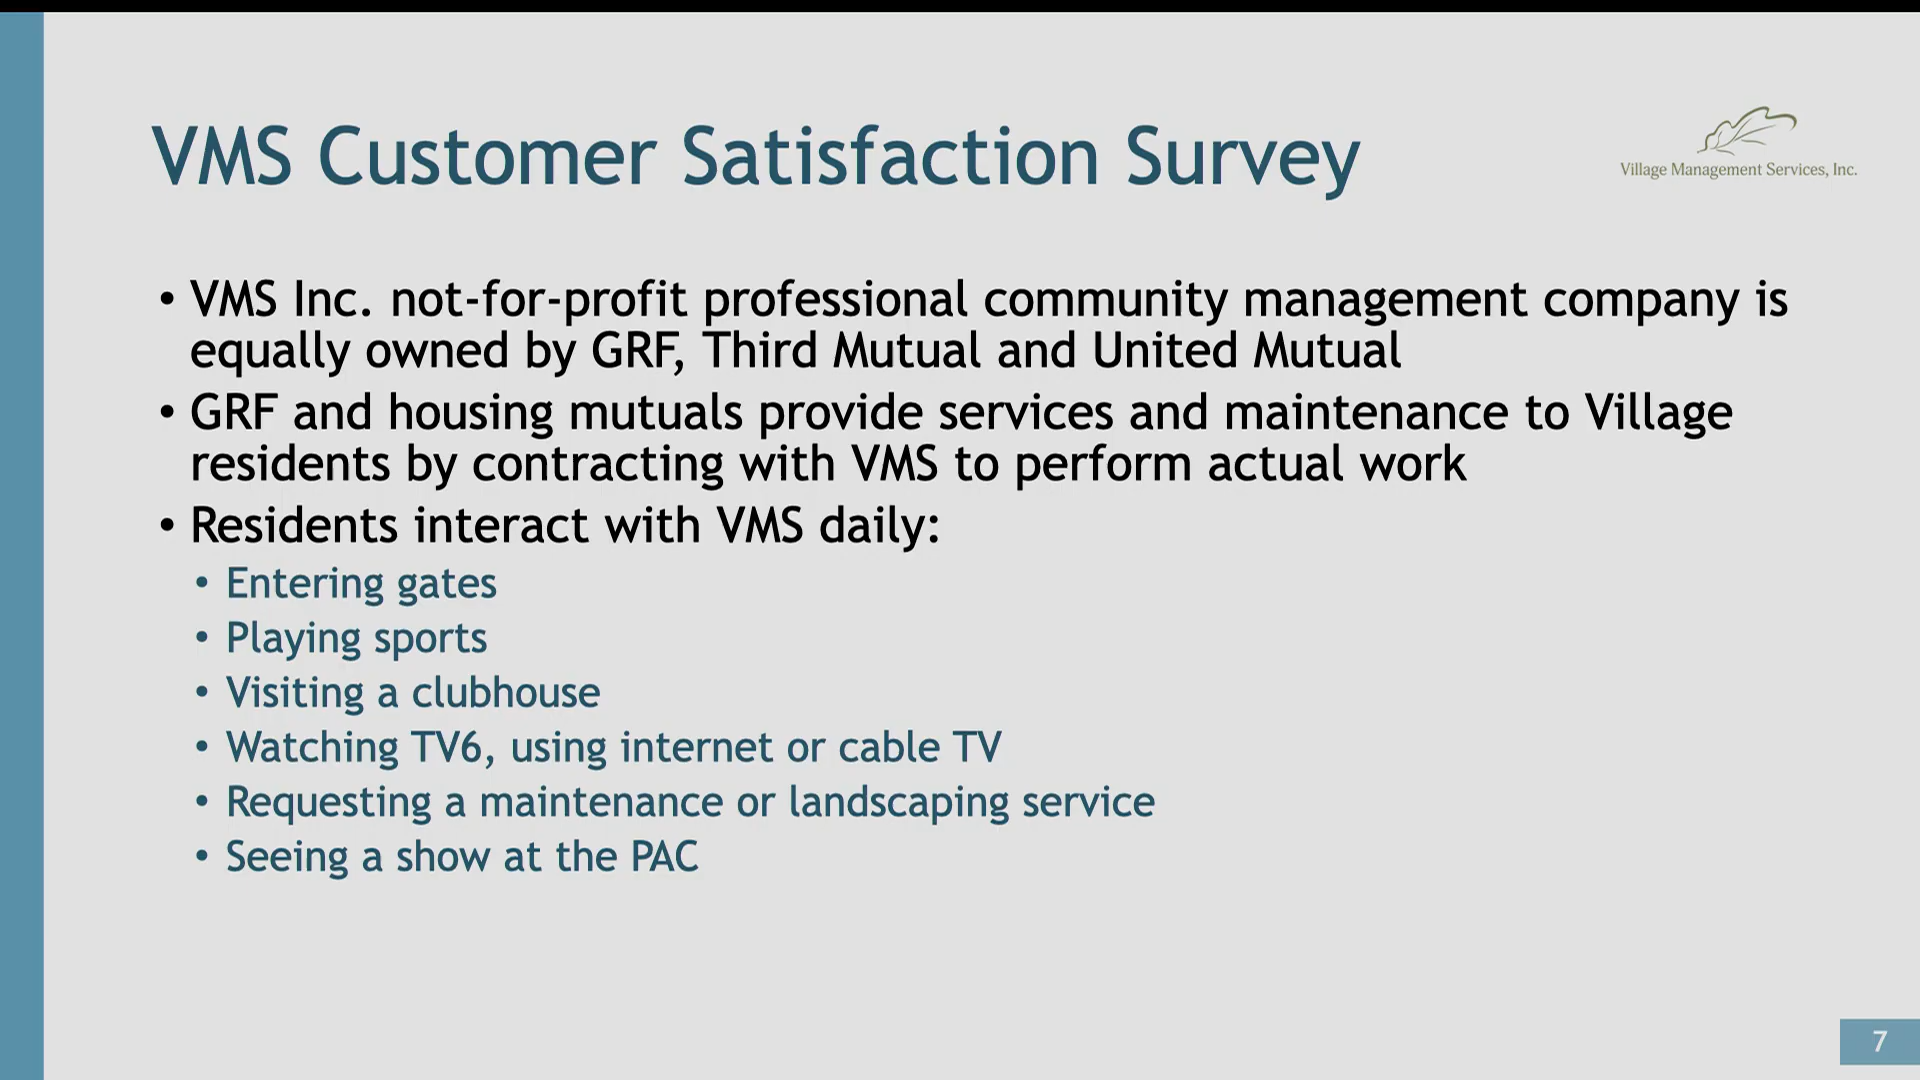 VMS Customer Satisfaction Survey
Village Management Services, Inc.
• VMS Inc. not-for-profit professional community management company is
equally owned by GRF, Third Mutual and United Mutual
• GRF and housing mutuals provide services and maintenance to Village
residents by contracting with VMS to perform actual work
• Residents interact with VMS daily:
• Entering gates
• Playing sports
• Visiting a clubhouse
• Watching TV6, using internet or cable TV
• Requesting a maintenance or landscaping service
• Seeing a show at the PAC
7